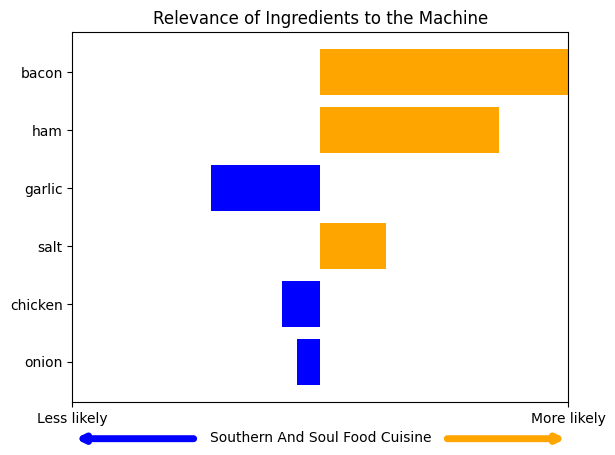 Relevance of Ingredients to the Machine
bacon
ham
garlic
salt
chicken
onion
Less likely
More likely
Southern And Soul Food Cuisine